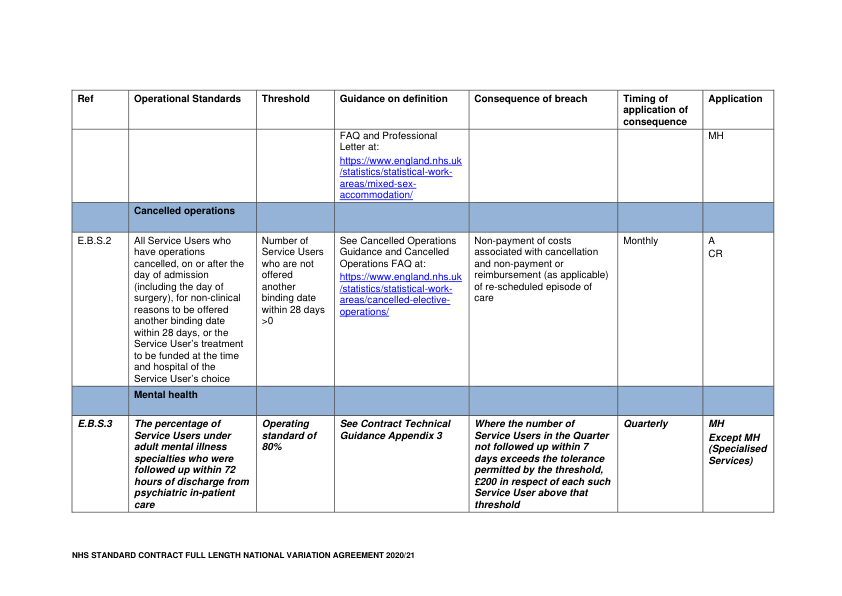 Ref
Operational Standards
Threshold
Guidance on definition
Consequence of breach
Timing of
application of
consequence
Application
FAQ and Professional
Letter at:
https://www.england.nhs.uk
/statistics/statistical-work-
areas/mixed-sex-
accommodation/
MH
Cancelled operations
E.B.S.2
All Service Users who
have operations
cancelled, on or after the
day of admission
(including the day of
surgery), for non-clinical
reasons to be offered
another binding date
within 28 days, or the
Service User’s treatment
to be funded at the time
and hospital of the
Service User’s choice
Number of
Service Users
who are not
offered
another
binding date
within 28 days
>0
See Cancelled Operations
Guidance and Cancelled
Operations FAQ at:
https://www.england.nhs.uk
/statistics/statistical-work-
areas/cancelled-elective-
operations/
Non-payment of costs
associated with cancellation
and non-payment or
reimbursement (as applicable)
of re-scheduled episode of
care
Monthly
A
CR
Mental health
E.B.S.3
The percentage of
Service Users under
adult mental illness
specialties who were
followed up within 72
hours of discharge from
psychiatric in-patient
care
Operating
standard of
80%
See Contract Technical
Guidance Appendix 3
Where the number of
Service Users in the Quarter
not followed up within 7
days exceeds the tolerance
permitted by the threshold,
£200 in respect of each such
Service User above that
threshold
Quarterly
MH
Except MH
(Specialised
Services)
NHS STANDARD CONTRACT FULL LENGTH NATIONAL VARIATION AGREEMENT 2020/21